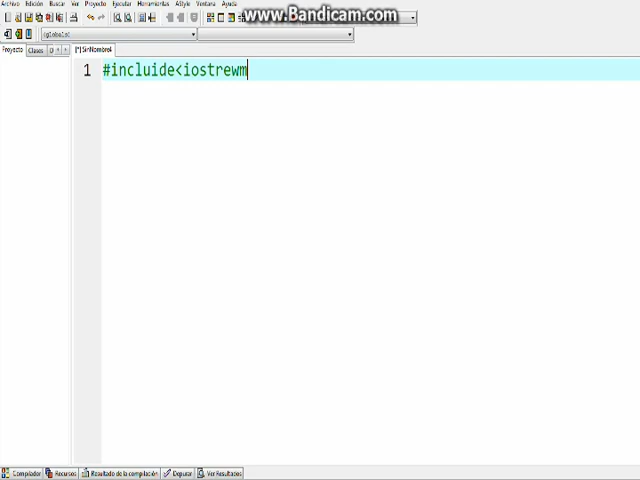 Archivo Edición Buscar Ver Proyecto Ejecutar Herramientas AStyle Ventana Ayuda
www.Bandicam.com
(globals)
Proyecto Clases D
[*] SinNombre4
1 #incluide<iostrewm
Compilador Recursos Resultado de la compilación Depurar Ver Resultados